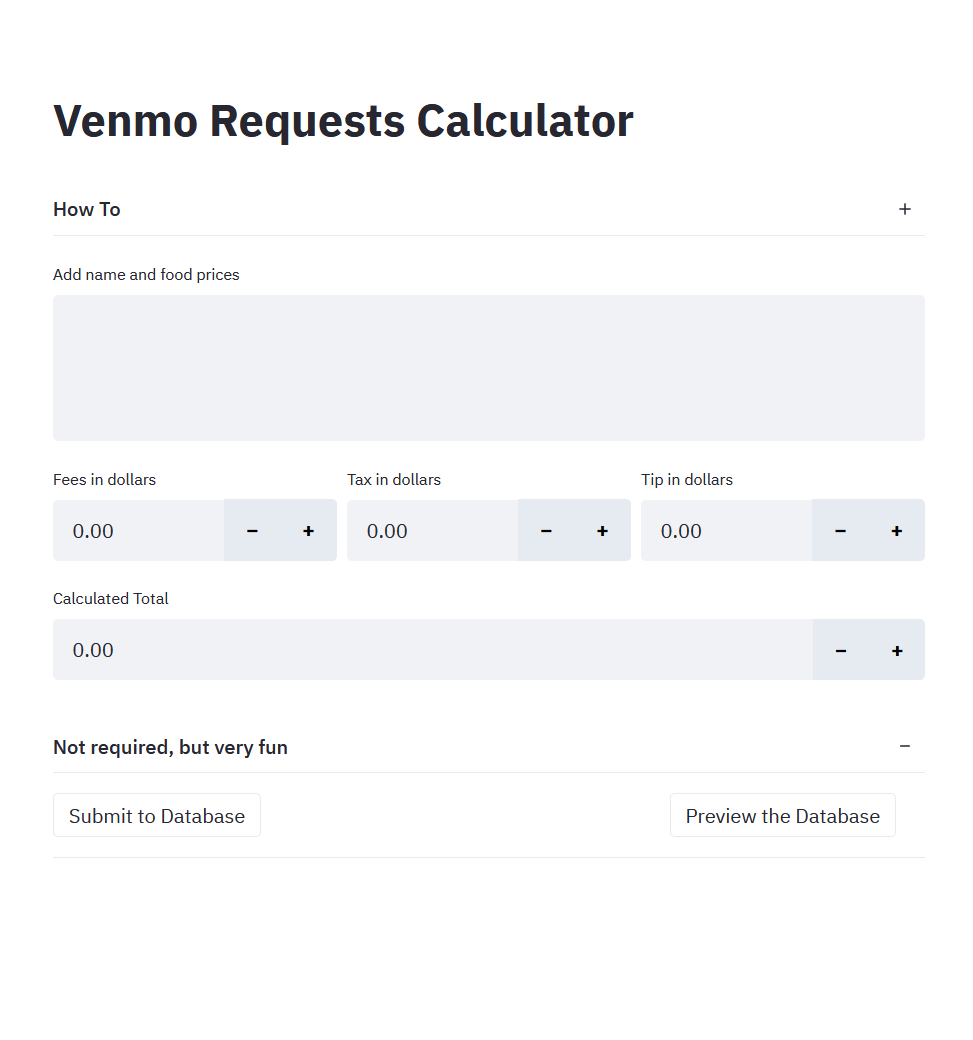 Venmo Requests Calculator
How To +
Add name and food prices
Fees in dollars Tax in dollars Tip in dollars
0.00 − + 0.00 − + 0.00 − +
Calculated Total
0.00 − +
Not required, but very fun −
Submit to Database Preview the Database